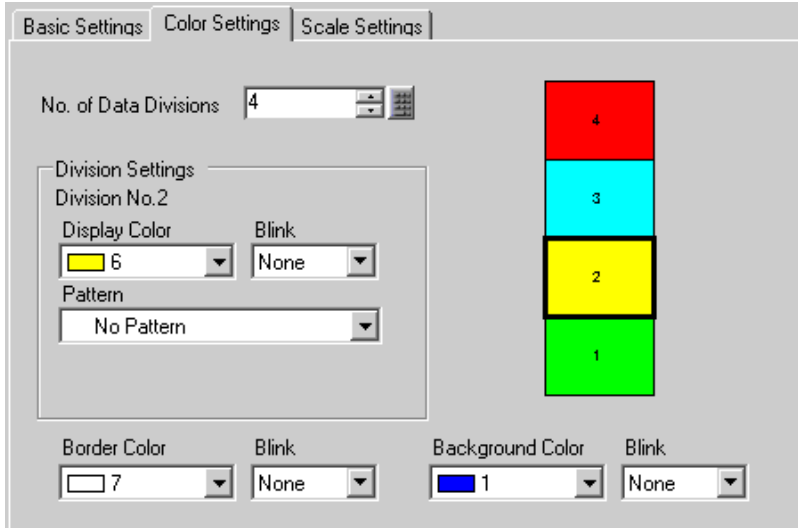 Basic Settings Color Settings Scale Settings
No. of Data Divisions 4
4
3
2
1
Division Settings
Division No.2
Display Color Blink
6 None
Pattern
No Pattern
Border Color Blink Background Color Blink
7 None 1 None